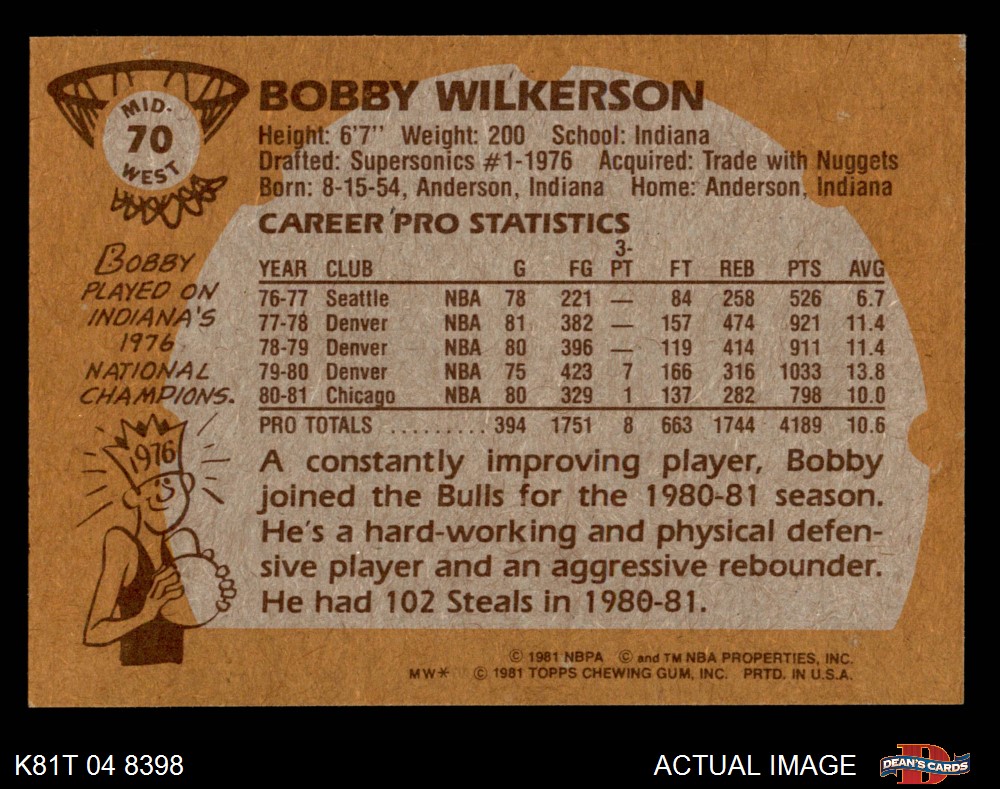 MID-
70
WEST
BOBBY WILKERSON
Height: 6'7" Weight: 200 School: Indiana
Drafted: Supersonics #1-1976 Acquired: Trade with Nuggets
Born: 8-15-54, Anderson, Indiana Home: Anderson, Indiana
CAREER PRO STATISTICS
YEAR CLUB G FG 3-PT FT REB PTS AVG
76-77 Seattle NBA 78 221 — 84 258 526 6.7
77-78 Denver NBA 81 382 — 157 474 921 11.4
78-79 Denver NBA 80 396 — 119 414 911 11.4
79-80 Denver NBA 75 423 7 166 316 1033 13.8
80-81 Chicago NBA 80 329 1 137 282 798 10.0
PRO TOTALS ......... 394 1751 8 663 1744 4189 10.6
BOBBY
PLAYED ON
INDIANA'S
1976
NATIONAL
CHAMPIONS.
1976
A constantly improving player, Bobby
joined the Bulls for the 1980-81 season.
He's a hard-working and physical defen-
sive player and an aggressive rebounder.
He had 102 Steals in 1980-81.
© 1981 NBPA © and TM NBA PROPERTIES, INC.
MW* © 1981 TOPPS CHEWING GUM, INC. PRTD. IN U.S.A.
K81T 04 8398
ACTUAL IMAGE
D
DEAN'S CARDS